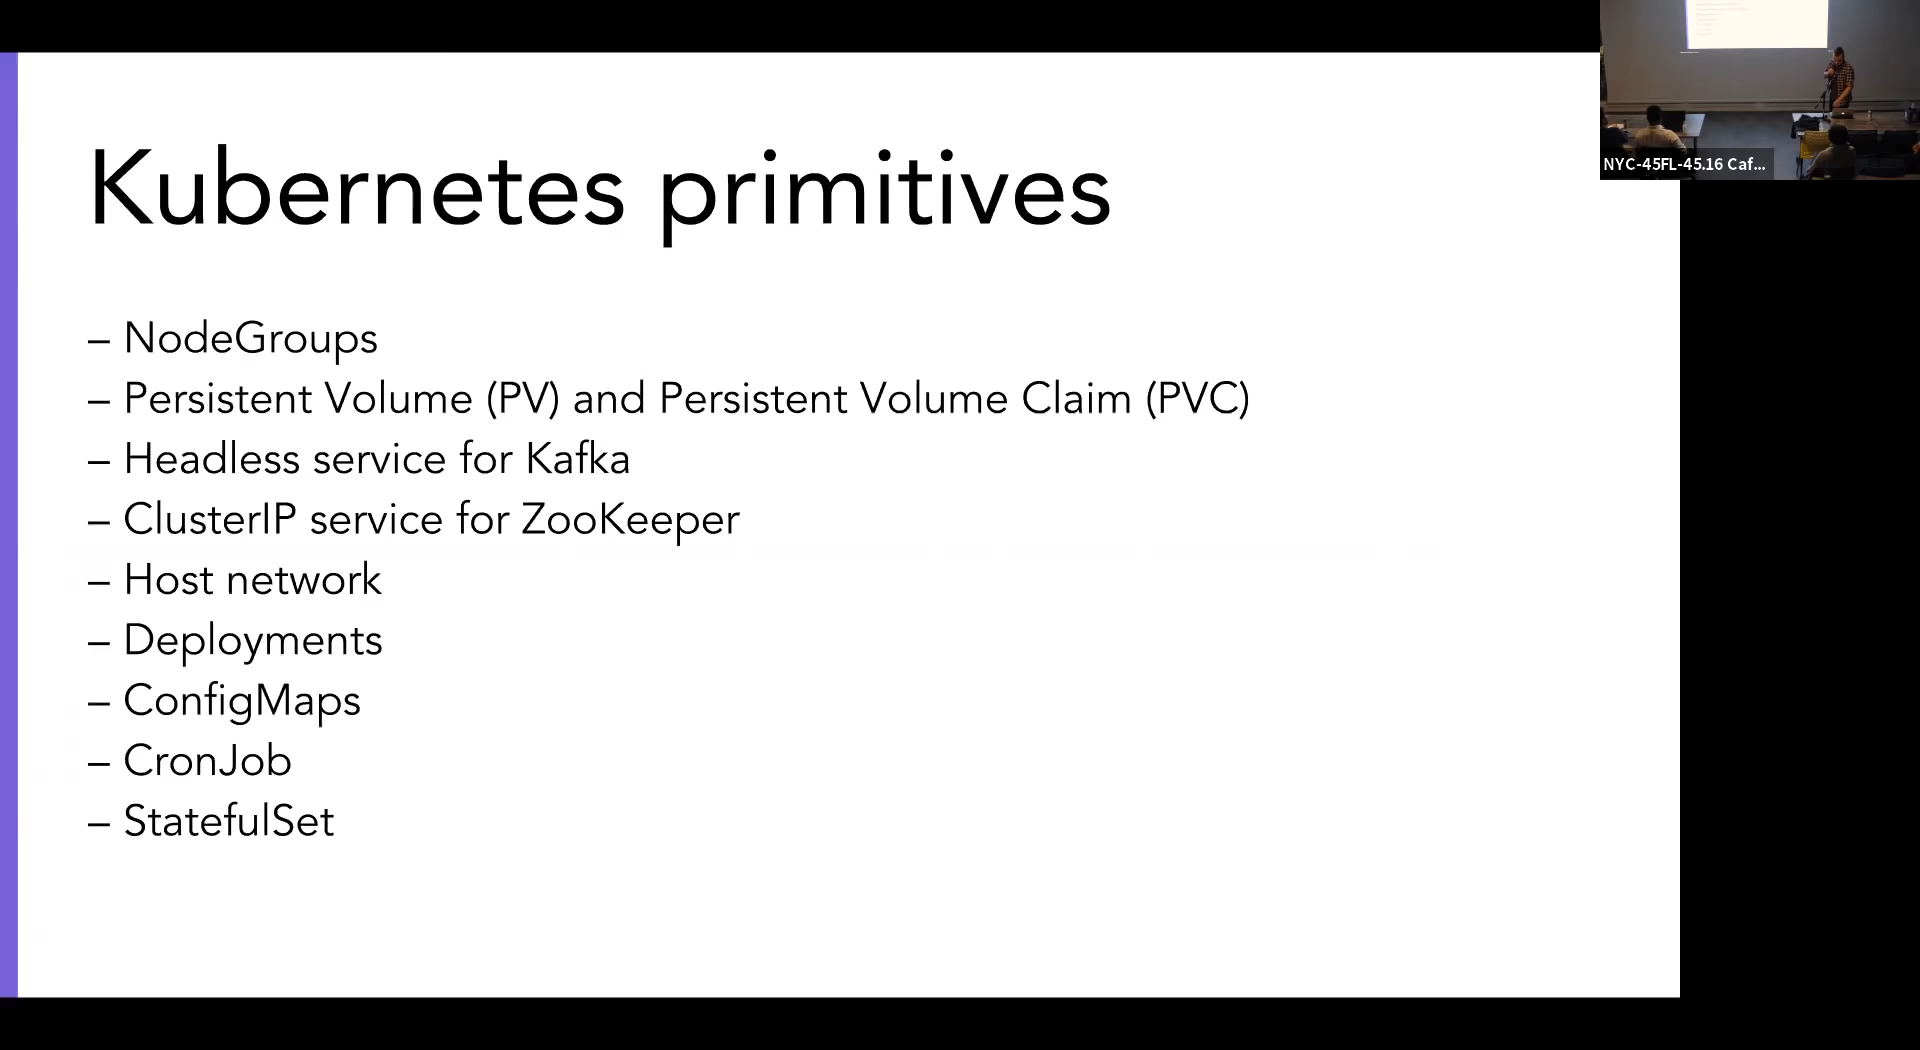 Kubernetes primitives
– NodeGroups
– Persistent Volume (PV) and Persistent Volume Claim (PVC)
– Headless service for Kafka
– ClusterIP service for ZooKeeper
– Host network
– Deployments
– ConfigMaps
– CronJob
– StatefulSet
NYC-45FL-45.16 Caf...